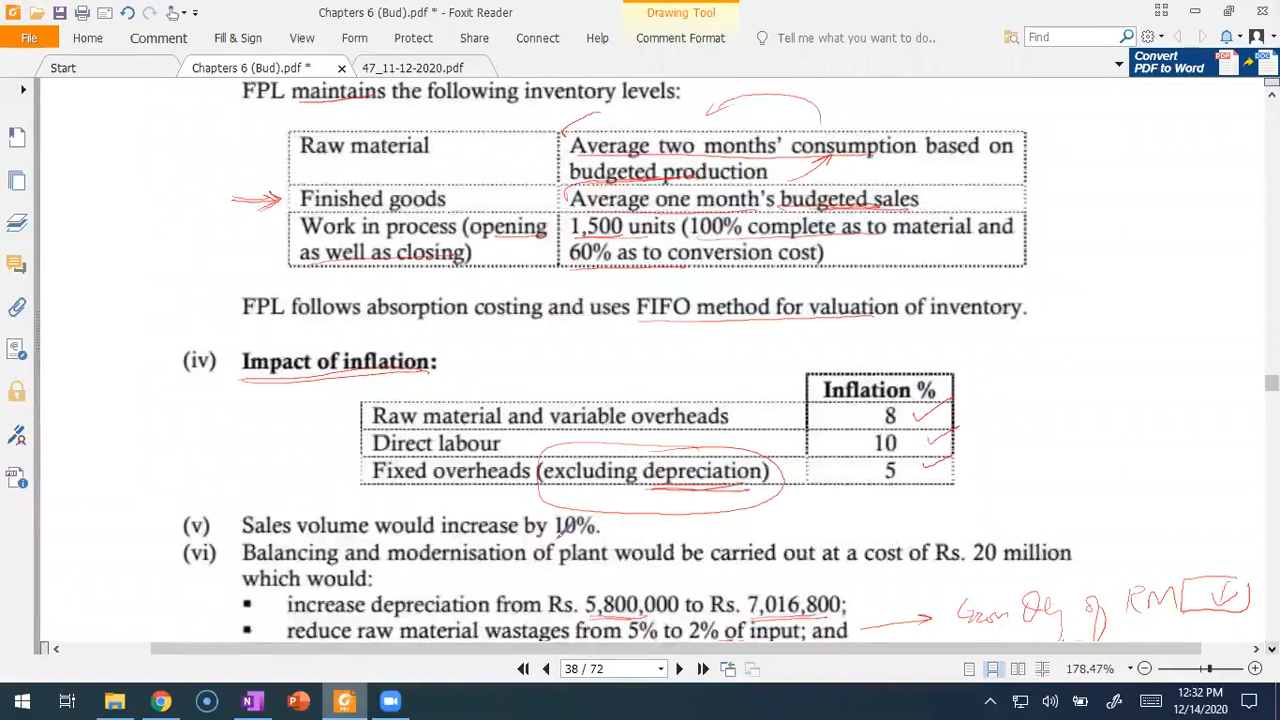 Chapters 6 (Bud).pdf * - Foxit Reader
Drawing Tool
File Home Comment Fill & Sign View Form Protect Share Connect Help Comment Format Tell me what you want to do.. Find
Start Chapters 6 (Bud).pdf * 47_11-12-2020.pdf
Convert
PDF to Word
FPL maintains the following inventory levels:
Raw material Average two months' consumption based on
budgeted production
Finished goods Average one month's budgeted sales
Work in process (opening 1,500 units (100% complete as to material and
as well as closing) 60% as to conversion cost)
FPL follows absorption costing and uses FIFO method for valuation of inventory.
(iv) Impact of inflation:
Inflation %
Raw material and variable overheads 8
Direct labour 10
Fixed overheads (excluding depreciation) 5
(v) Sales volume would increase by 10%.
(vi) Balancing and modernisation of plant would be carried out at a cost of Rs. 20 million
which would:
▪ increase depreciation from Rs. 5,800,000 to Rs. 7,016,800;
▪ reduce raw material wastages from 5% to 2% of input; and
of RM
38 / 72
178.47%
12:32 PM
12/14/2020